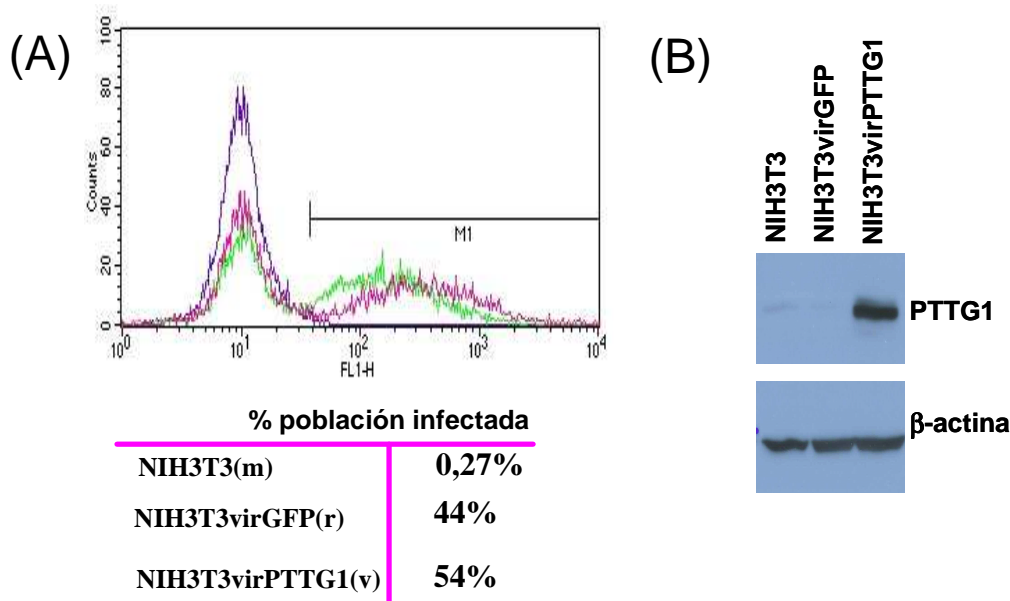 (A)
Counts
100
80
60
40
20
0
M1
10^0 10^1 10^2 10^3 10^4
FL1-H
% población infectada
NIH3T3(m) 0,27%
NIH3T3virGFP(r) 44%
NIH3T3virPTTG1(v) 54%
(B)
NIH3T3
NIH3T3virGFP
NIH3T3virPTTG1
PTTG1
β-actina